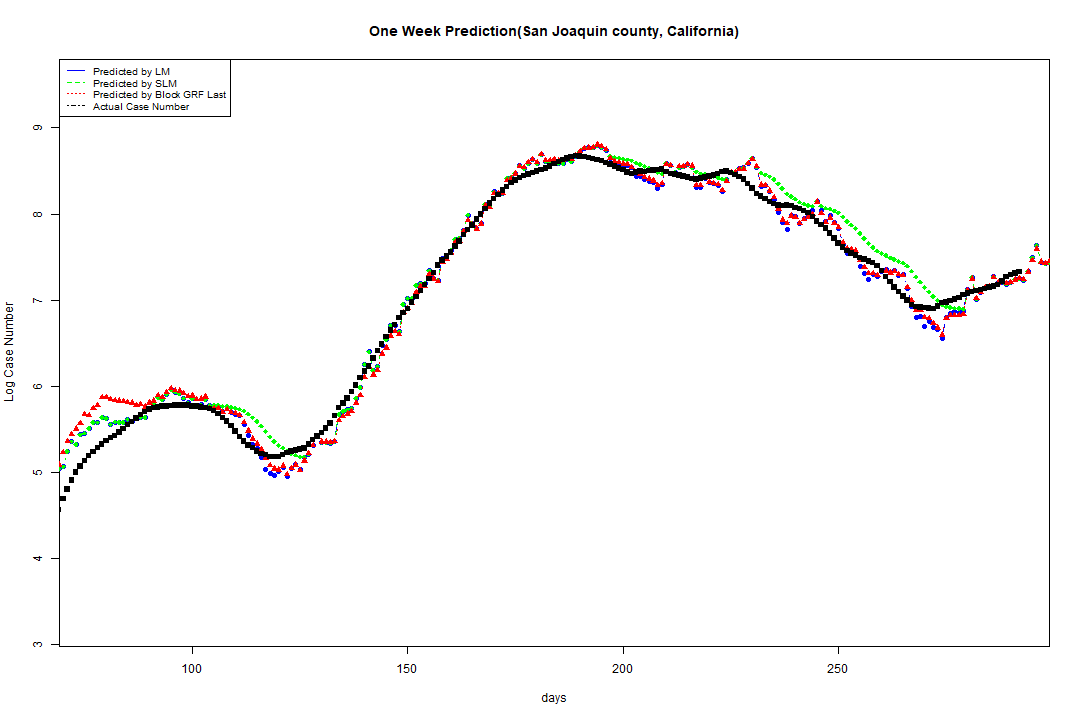 One Week Prediction(San Joaquin county, California)
Predicted by LM
Predicted by SLM
Predicted by Block GRF Last
Actual Case Number
9
8
7
6
5
4
3
Log Case Number
100 150 200 250
days